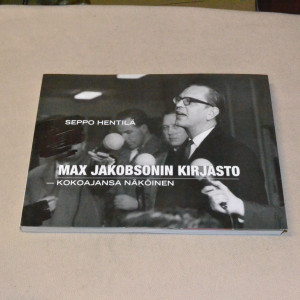 SEPPO HENTILÄ
MAX JAKOBSONIN KIRJASTO
– KOKOAJANSA NÄKÖINEN